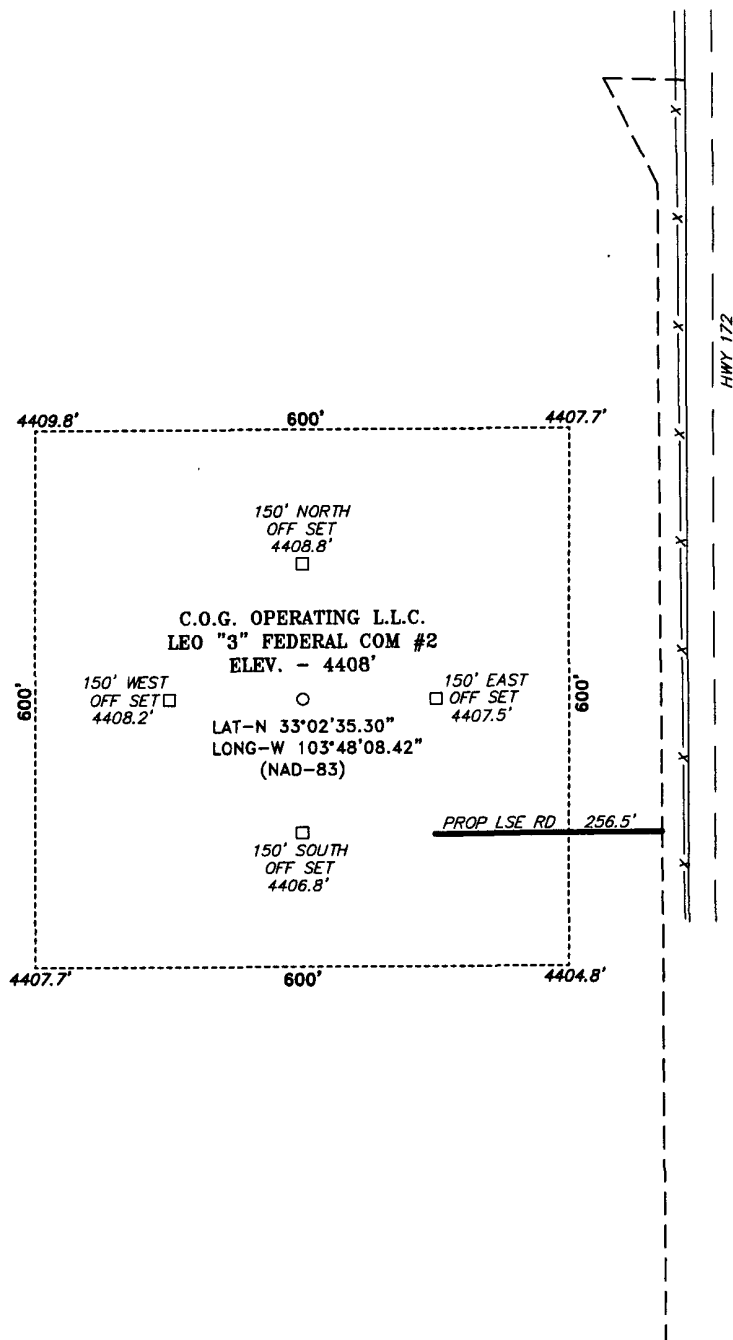 HWY 172
4409.8'
600'
4407.7'
150' NORTH
OFF SET
4408.8'
C.O.G. OPERATING L.L.C.
LEO "3" FEDERAL COM #2
ELEV. - 4408'
600'
150' WEST
OFF SET
4408.2'
150' EAST
OFF SET
4407.5'
600'
LAT-N 33°02'35.30"
LONG-W 103°48'08.42"
(NAD-83)
PROP LSE RD 256.5'
150' SOUTH
OFF SET
4406.8'
4407.7'
600'
4404.8'